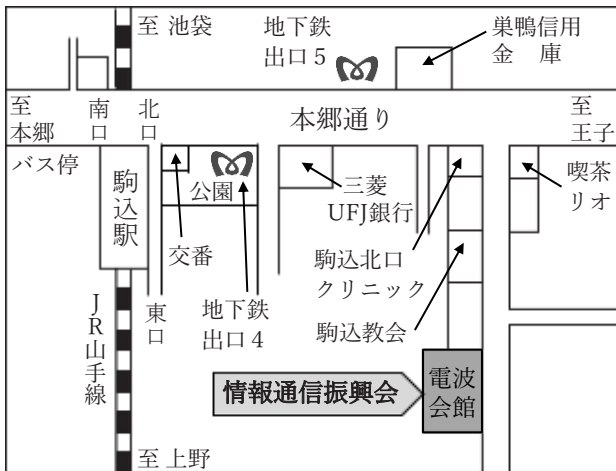 至 池袋
地下鉄
出口５
巣鴨信用
金　庫
至
本郷
南
口
北
口
本郷通り
至
王子
バス停
駒
込
駅
公園
交番
三菱
UFJ銀行
喫茶
リオ
駒込北口
クリニック
東
口
地下鉄
出口４
駒込教会
JR山手線
情報通信振興会
電波
会館
至 上野